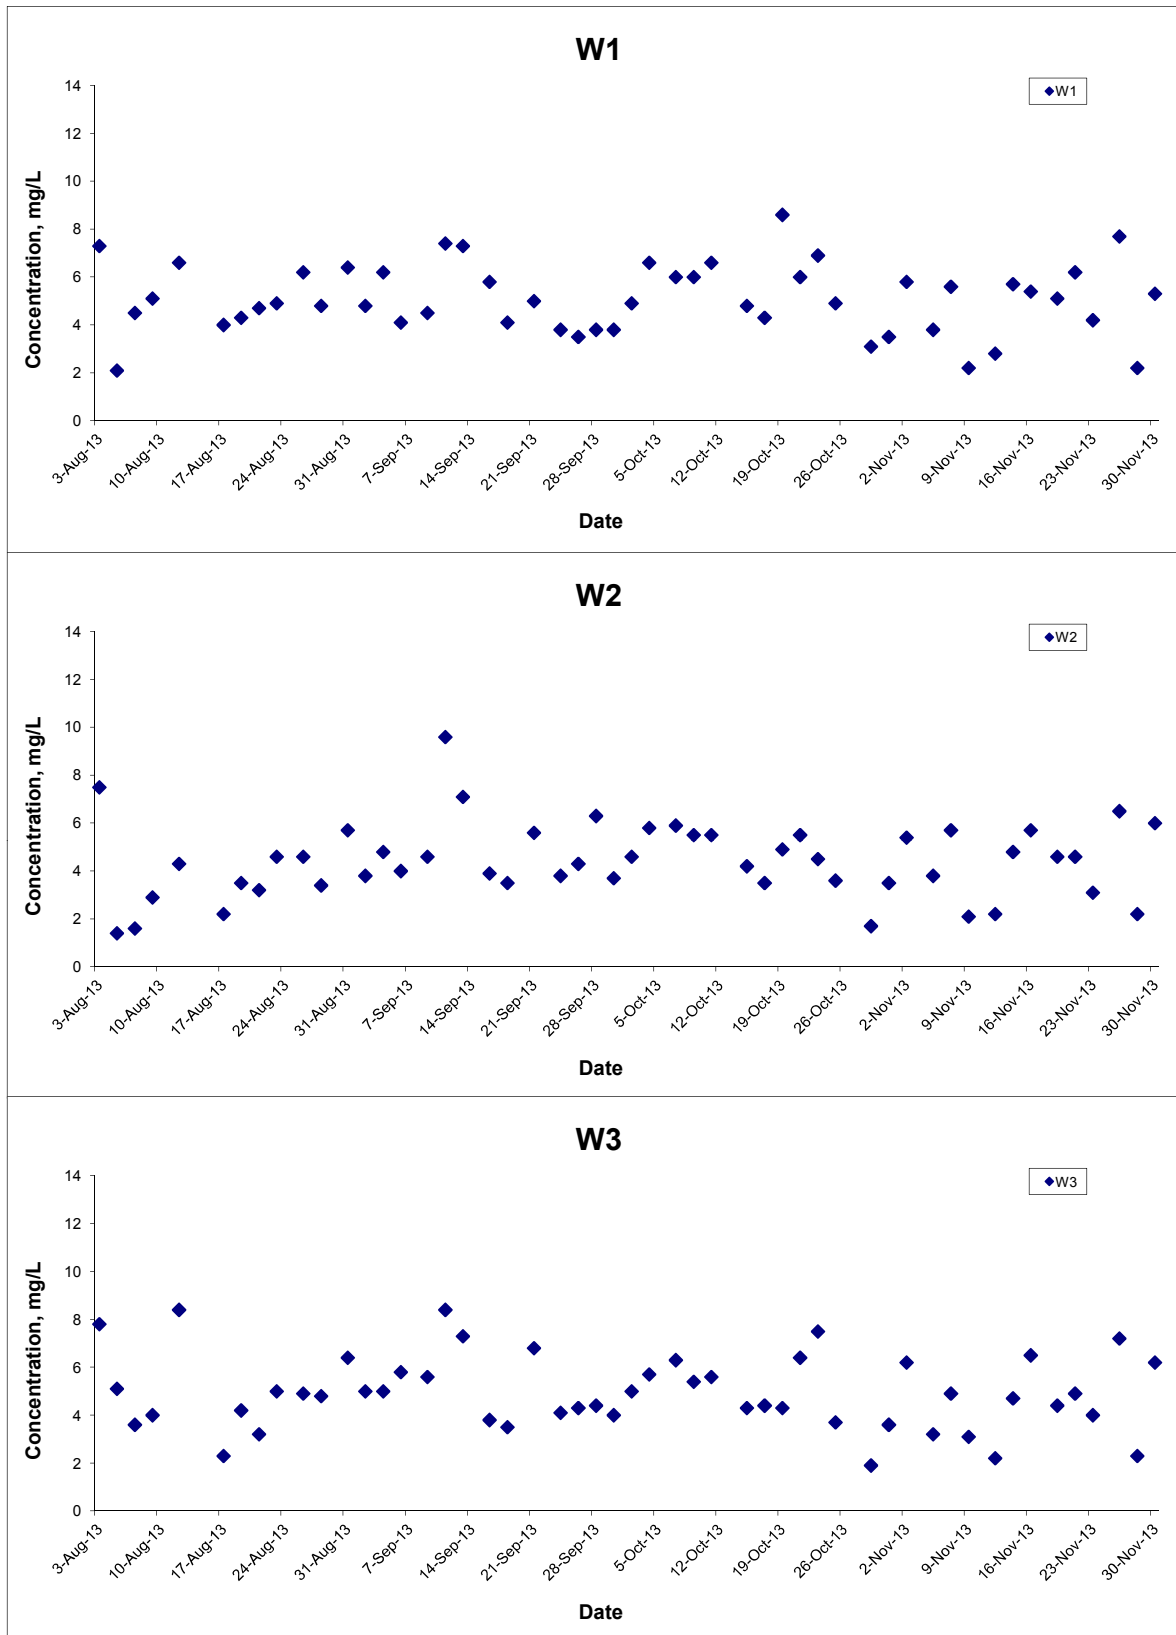 W1
W1
14
12
10
8
6
4
2
0
Concentration, mg/L
3-Aug-13 10-Aug-13 17-Aug-13 24-Aug-13 31-Aug-13 7-Sep-13 14-Sep-13 21-Sep-13 28-Sep-13 5-Oct-13 12-Oct-13 19-Oct-13 26-Oct-13 2-Nov-13 9-Nov-13 16-Nov-13 23-Nov-13 30-Nov-13
Date
W2
W2
14
12
10
8
6
4
2
0
Concentration, mg/L
3-Aug-13 10-Aug-13 17-Aug-13 24-Aug-13 31-Aug-13 7-Sep-13 14-Sep-13 21-Sep-13 28-Sep-13 5-Oct-13 12-Oct-13 19-Oct-13 26-Oct-13 2-Nov-13 9-Nov-13 16-Nov-13 23-Nov-13 30-Nov-13
Date
W3
W3
14
12
10
8
6
4
2
0
Concentration, mg/L
3-Aug-13 10-Aug-13 17-Aug-13 24-Aug-13 31-Aug-13 7-Sep-13 14-Sep-13 21-Sep-13 28-Sep-13 5-Oct-13 12-Oct-13 19-Oct-13 26-Oct-13 2-Nov-13 9-Nov-13 16-Nov-13 23-Nov-13 30-Nov-13
Date